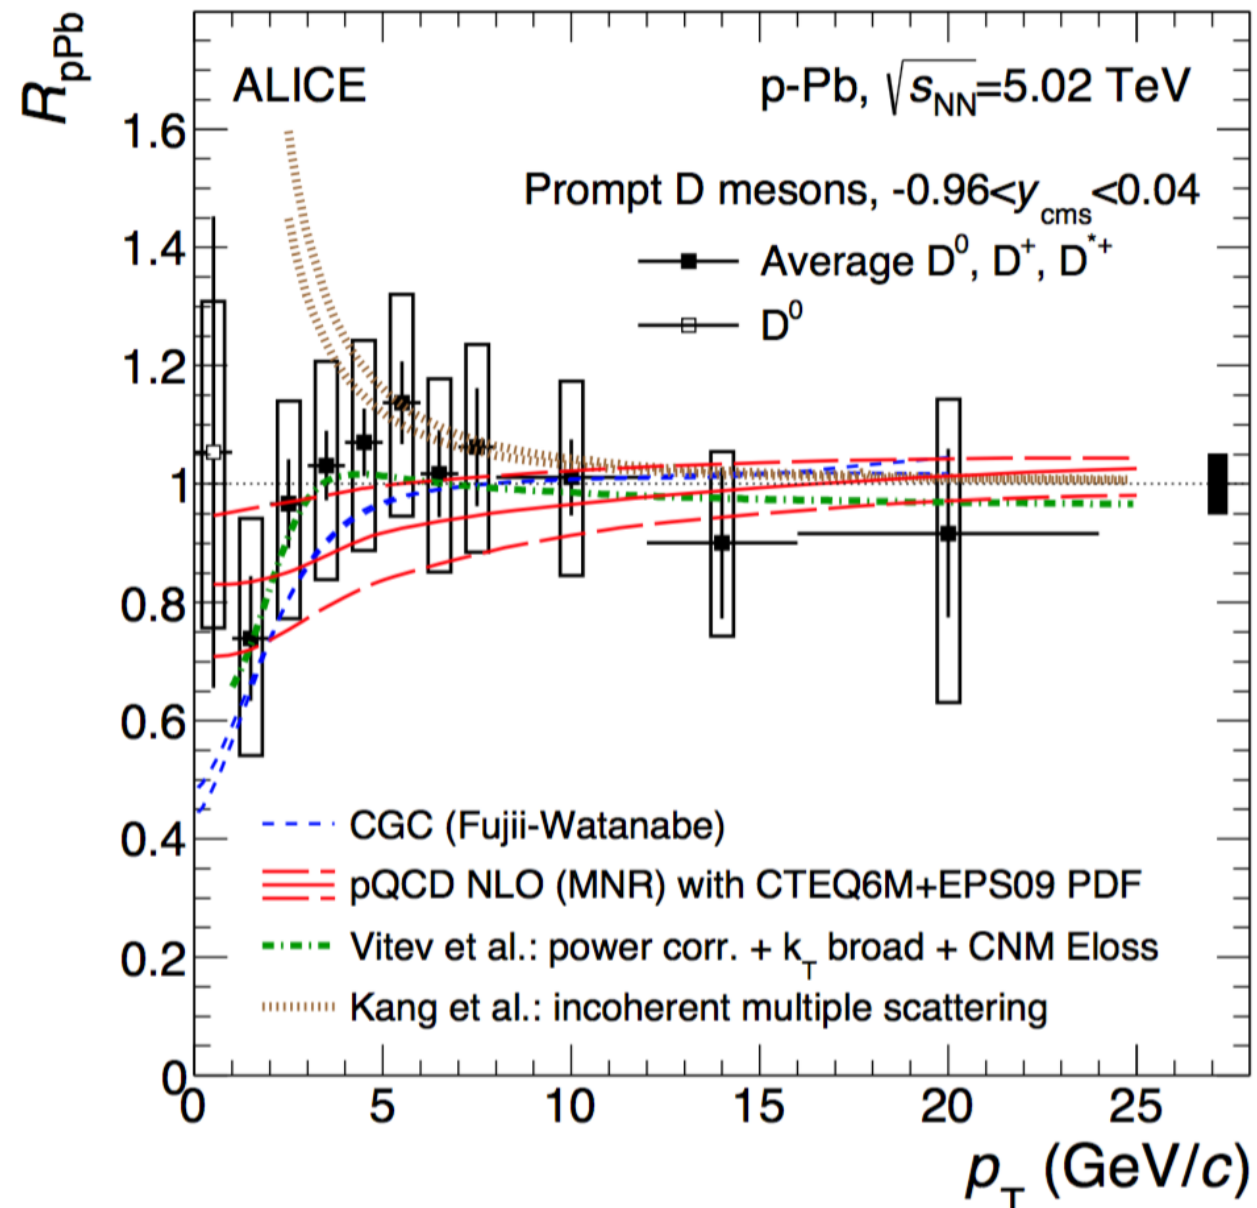 R_pPb
ALICE
p-Pb, √s_NN=5.02 TeV
Prompt D mesons, -0.96<y_cms<0.04
Average D⁰, D⁺, D*⁺
D⁰
1.6
1.4
1.2
1
0.8
0.6
0.4
0.2
0
CGC (Fujii-Watanabe)
pQCD NLO (MNR) with CTEQ6M+EPS09 PDF
Vitev et al.: power corr. + k_T broad + CNM Eloss
Kang et al.: incoherent multiple scattering
0 5 10 15 20 25
p_T (GeV/c)